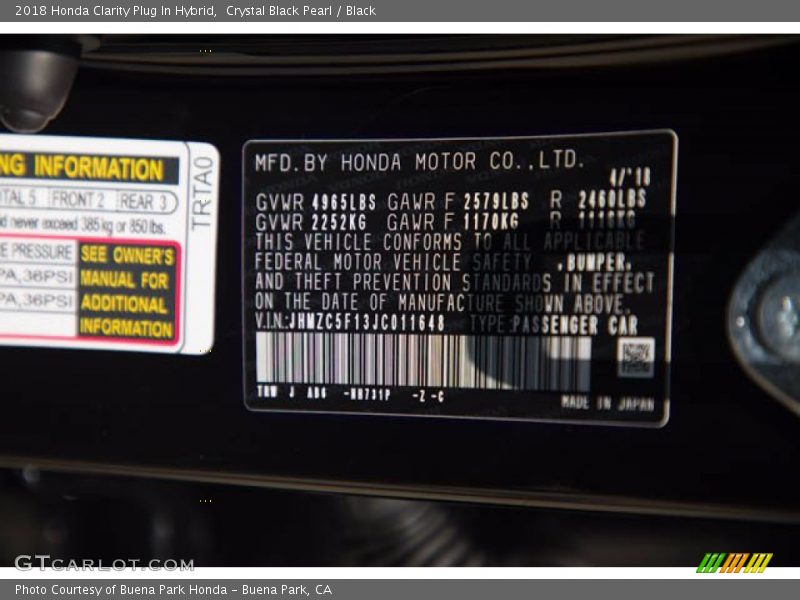 2018 Honda Clarity Plug In Hybrid,  Crystal Black Pearl / Black
NG INFORMATION
OTAL 5 FRONT 2 REAR 3
d never exceed 385 kg or 850 lbs.
E PRESSURE
PA, 36PSI
PA, 36PSI
SEE OWNER'S
MANUAL FOR
ADDITIONAL
INFORMATION
TRTA0
MFD. BY HONDA MOTOR CO., LTD.
4/'18
GVWR 4965LBS GAWR F 2579LBS R 2460LBS
GVWR 2252KG GAWR F 1170KG R 1116KG
THIS VEHICLE CONFORMS TO ALL APPLICABLE
FEDERAL MOTOR VEHICLE SAFETY , BUMPER,
AND THEFT PREVENTION STANDARDS IN EFFECT
ON THE DATE OF MANUFACTURE SHOWN ABOVE.
V.I.N.:JHMZC5F13JC011648 TYPE:PASSENGER CAR
TRW J AB6 -NH731P -Z -C
MADE IN JAPAN
GTCARLOT.COM
Photo Courtesy of Buena Park Honda – Buena Park, CA